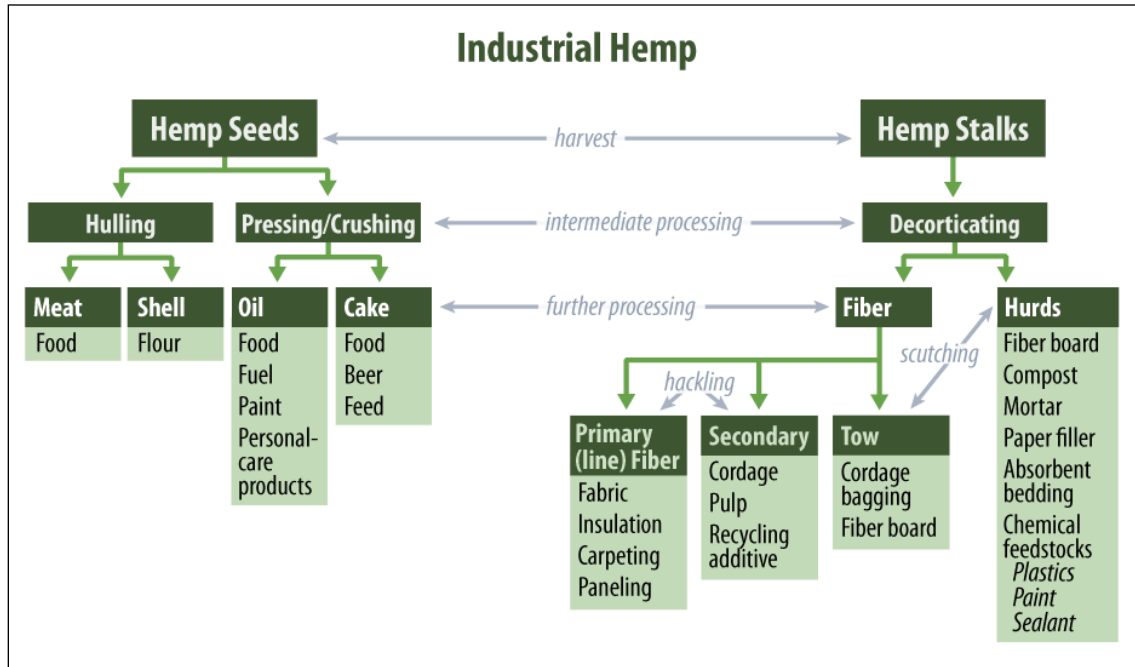 Industrial Hemp
Hemp Seeds
harvest
Hemp Stalks
Hulling
Pressing/Crushing
intermediate processing
Decorticating
Meat
Food
Shell
Flour
Oil
Food
Fuel
Paint
Personal-
care
products
Cake
Food
Beer
Feed
further processing
Fiber
scutching
hackling
Primary
(line) Fiber
Fabric
Insulation
Carpeting
Paneling
Secondary
Cordage
Pulp
Recycling
additive
Tow
Cordage
bagging
Fiber board
Hurds
Fiber board
Compost
Mortar
Paper filler
Absorbent
bedding
Chemical
feedstocks
Plastics
Paint
Sealant